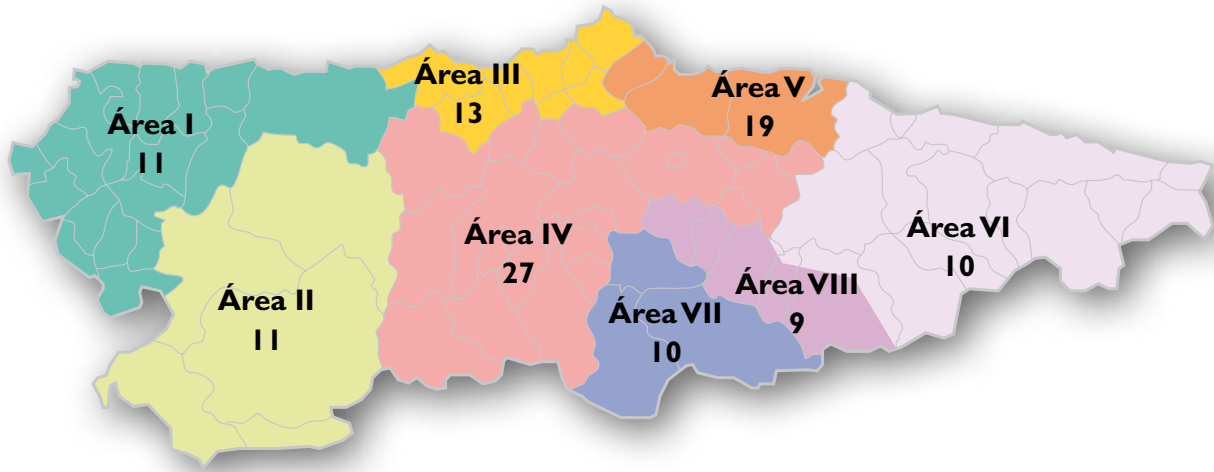 Área I
11
Área II
11
Área III
13
Área IV
27
Área V
19
Área VI
10
Área VII
10
Área VIII
9